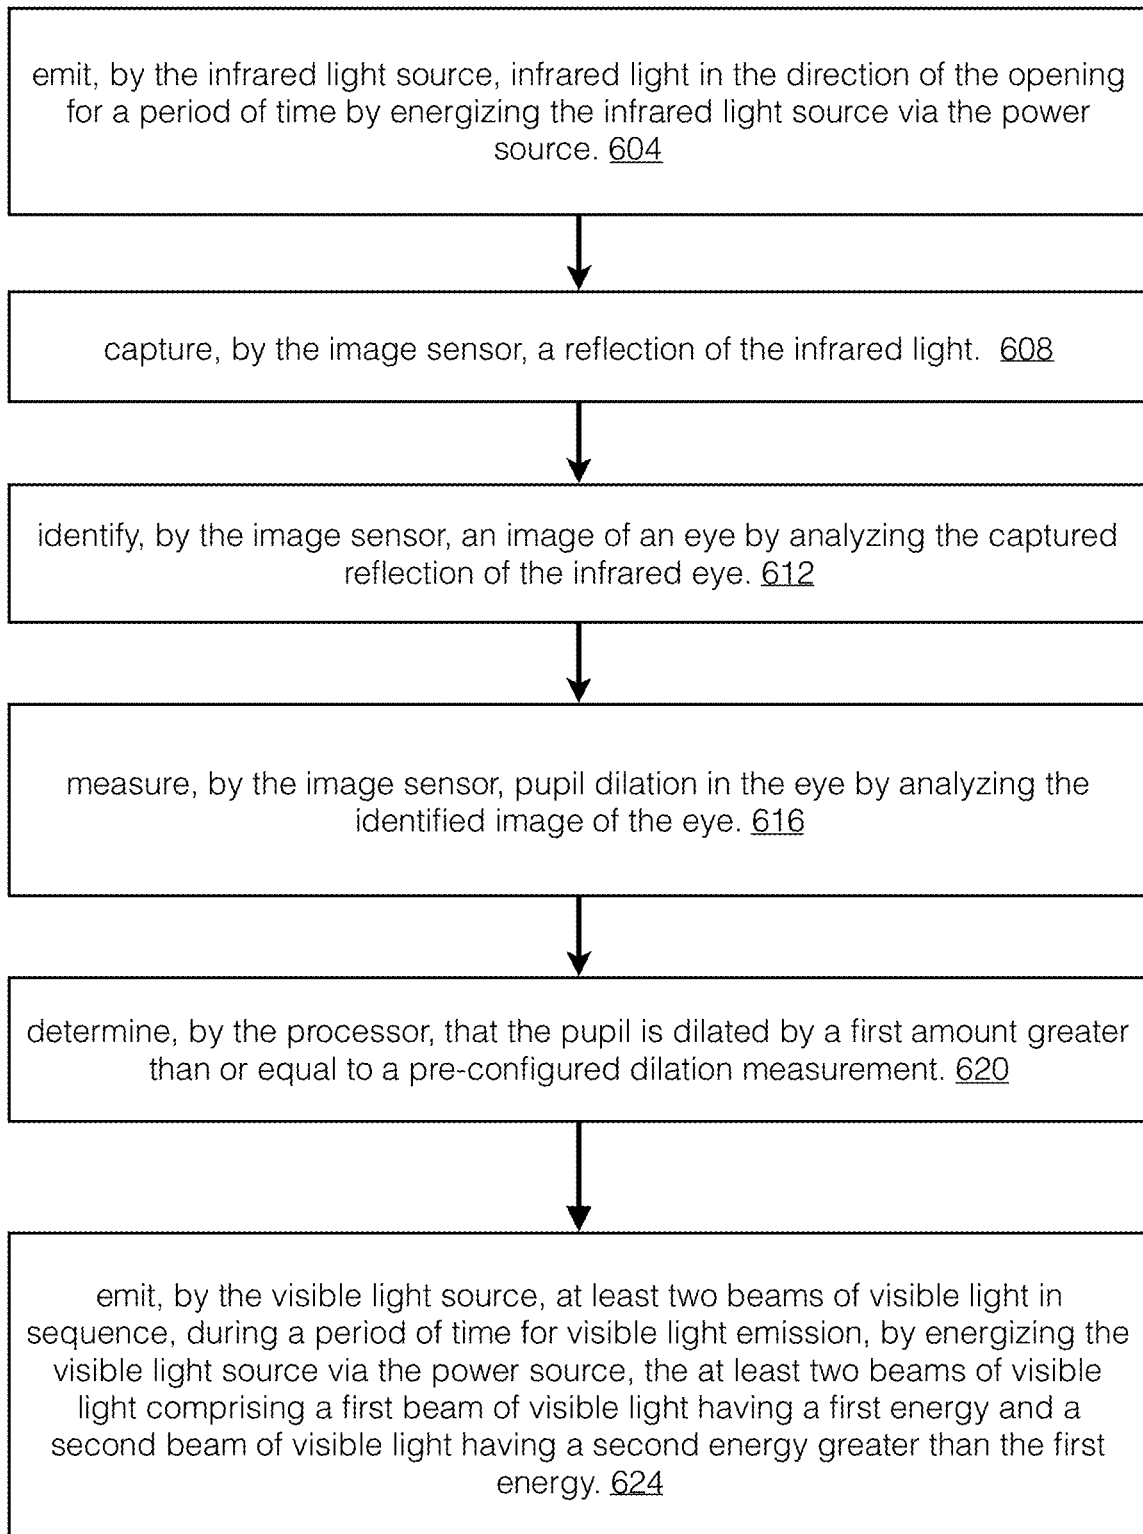 emit, by the infrared light source, infrared light in the direction of the opening
for a period of time by energizing the infrared light source via the power
source. 604
capture, by the image sensor, a reflection of the infrared light. 608
identify, by the image sensor, an image of an eye by analyzing the captured
reflection of the infrared eye. 612
measure, by the image sensor, pupil dilation in the eye by analyzing the
identified image of the eye. 616
determine, by the processor, that the pupil is dilated by a first amount greater
than or equal to a pre-configured dilation measurement. 620
emit, by the visible light source, at least two beams of visible light in
sequence, during a period of time for visible light emission, by energizing the
visible light source via the power source, the at least two beams of visible
light comprising a first beam of visible light having a first energy and a
second beam of visible light having a second energy greater than the first
energy. 624